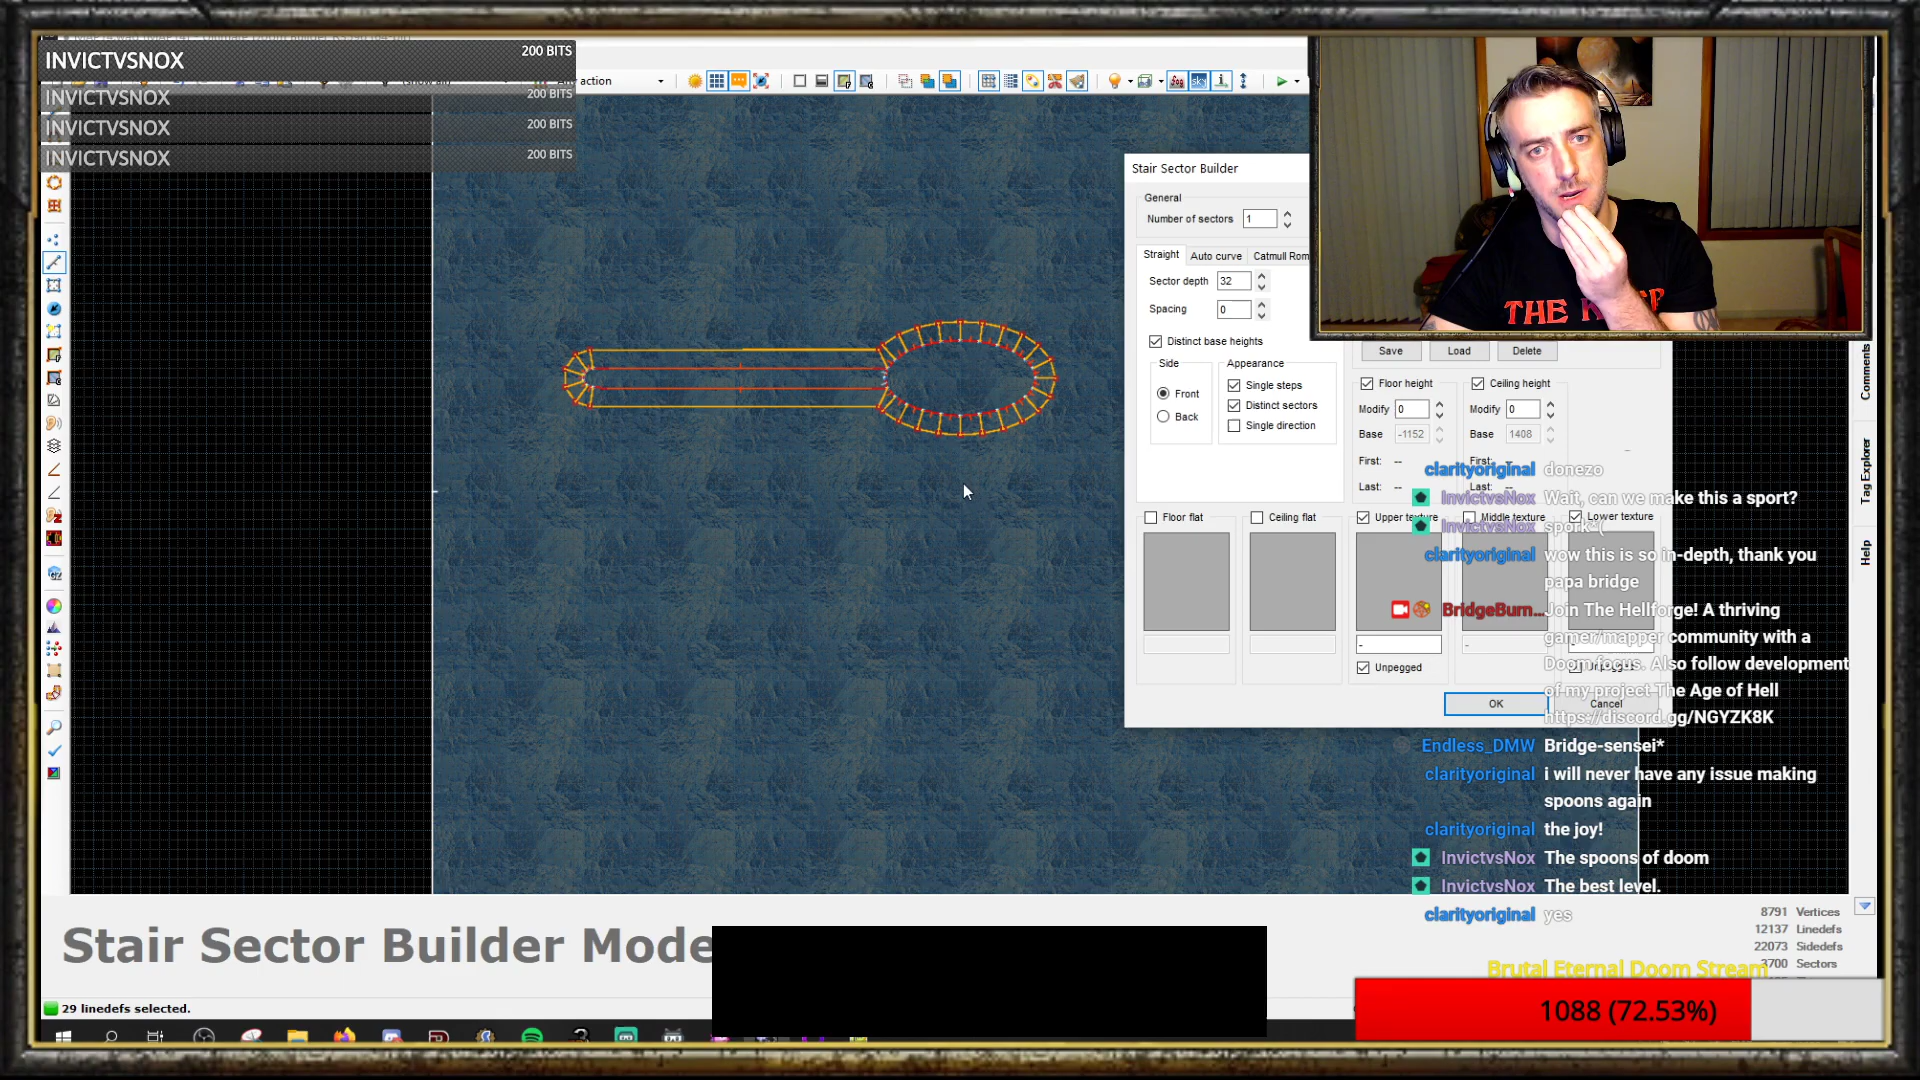 INVICTVSNOX 200 BITS
INVICTVSNOX 200 BITS
INVICTVSNOX 200 BITS
INVICTVSNOX 200 BITS
action
Stair Sector Builder
General
Number of sectors 1
Straight Auto curve Catmull Rom
Sector depth 32
Spacing 0
Distinct base heights
Side
Front
Back
Appearance
Single steps
Distinct sectors
Single direction
Save Load Delete
Floor height Ceiling height
Modify 0 Modify 0
Base -1152 Base 1408
First: -- First:
Last: -- Last: --
Floor flat Ceiling flat Upper texture Middle texture Lower texture
-
-
Unpegged
OK Cancel
Comments
Tag Explorer
Help
THE
clarityoriginal donezo
InvictvsNox Wait, can we make this a sport?
InvictvsNox spork*(
clarityoriginal wow this is so in-depth, thank you
papa bridge
BridgeBurn... Join The Hellforge! A thriving
gamer/mapper community with a
Doom focus. Also follow development
of my project The Age of Hell
https://discord.gg/NGYZK8K
Endless_DMW Bridge-sensei*
clarityoriginal i will never have any issue making
spoons again
clarityoriginal the joy!
InvictvsNox The spoons of doom
InvictvsNox The best level.
clarityoriginal yes
8791 Vertices
12137 Linedefs
22073 Sidedefs
3700 Sectors
Stair Sector Builder Mode
29 linedefs selected.
Brutal Eternal Doom Stream
1088 (72.53%)